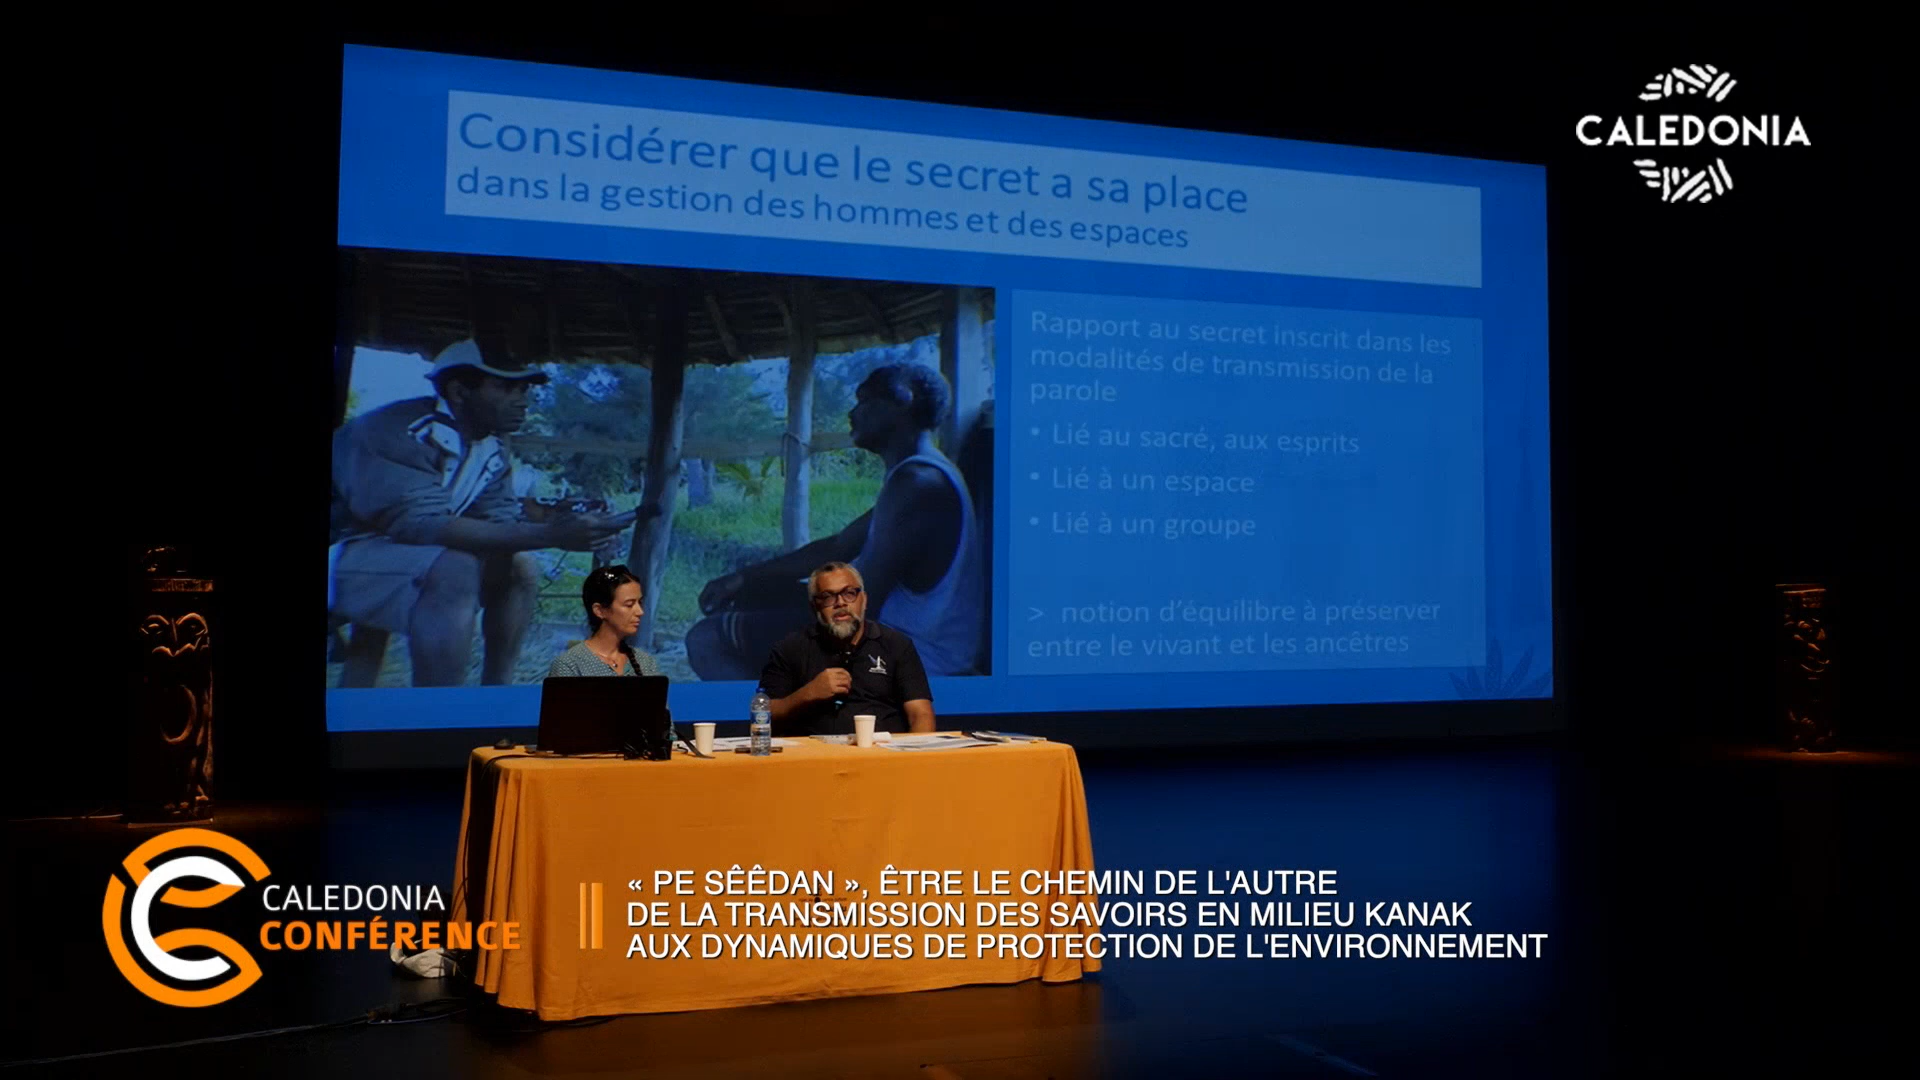 Considérer que le secret a sa place
dans la gestion des hommes et des espaces
CALEDONIA
Rapport au secret inscrit dans les
modalités de transmission de la
parole
• Lié au sacré, aux esprits
• Lié à un espace
• Lié à un groupe
> notion d'équilibre à préserver
entre le vivant et les ancêtres
CALEDONIA
CONFÉRENCE
« PE SÊÊDAN », ÊTRE LE CHEMIN DE L'AUTRE
DE LA TRANSMISSION DES SAVOIRS EN MILIEU KANAK
AUX DYNAMIQUES DE PROTECTION DE L'ENVIRONNEMENT